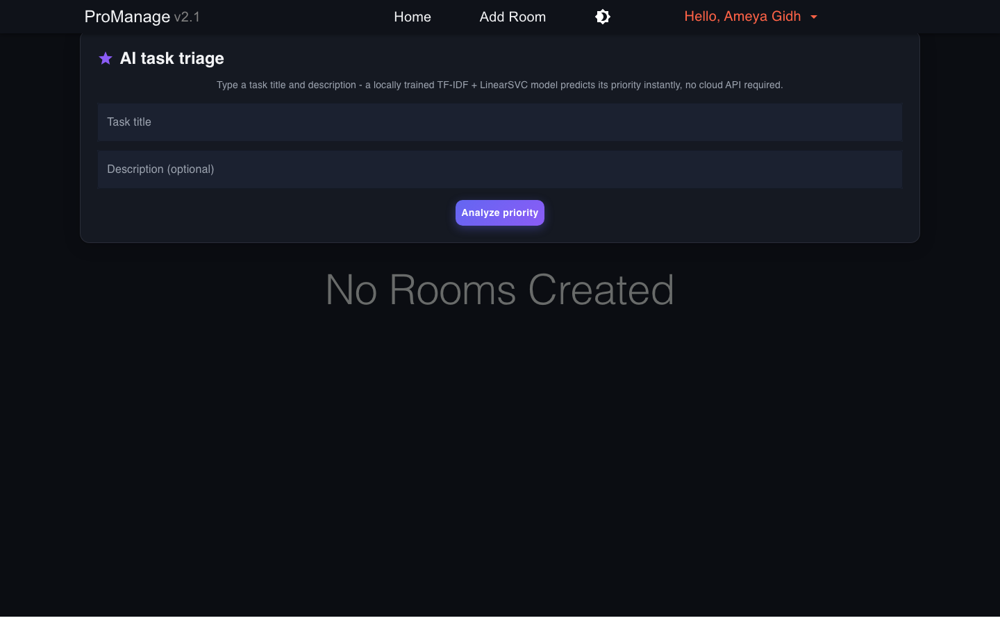 ProManage v2.1
Home
Add Room
Hello, Ameya Gidh
AI task triage
Type a task title and description - a locally trained TF-IDF + LinearSVC model predicts its priority instantly, no cloud API required.
Task title
Description (optional)
Analyze priority
No Rooms Created